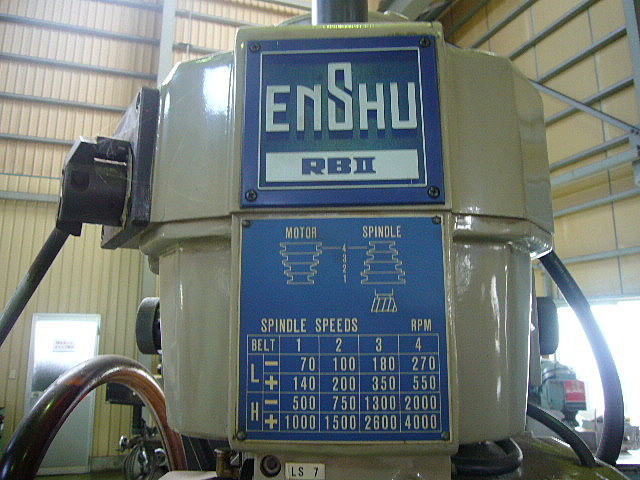 ENSHU
RBII
MOTOR SPINDLE
4
3
2
1
SPINDLE SPEEDS RPM
BELT 1 2 3 4
L - 70 100 180 270
+ 140 200 350 550
H - 500 750 1300 2000
+ 1000 1500 2600 4000
LS 7